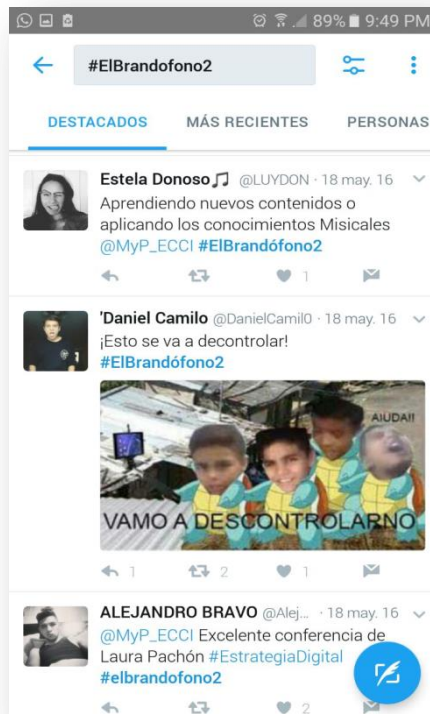 89% 9:49 PM
#ElBrandofono2
DESTACADOS MÁS RECIENTES PERSONAS
Estela Donoso🎵 @LUYDON · 18 may. 16
Aprendiendo nuevos contenidos o
aplicando los conocimientos Misicales
@MyP_ECCI #ElBrandófono2
1
'Daniel Camilo @DanielCamil0 · 18 may. 16
¡Esto se va a decontrolar!
#ElBrandófono2
AIUDA!!
VAMO A DESCONTROLARNO
1 2 1
ALEJANDRO BRAVO @Alej... · 18 may. 16
@MyP_ECCI Excelente conferencia de
Laura Pachón #EstrategiaDigital
#elbrandofono2
2